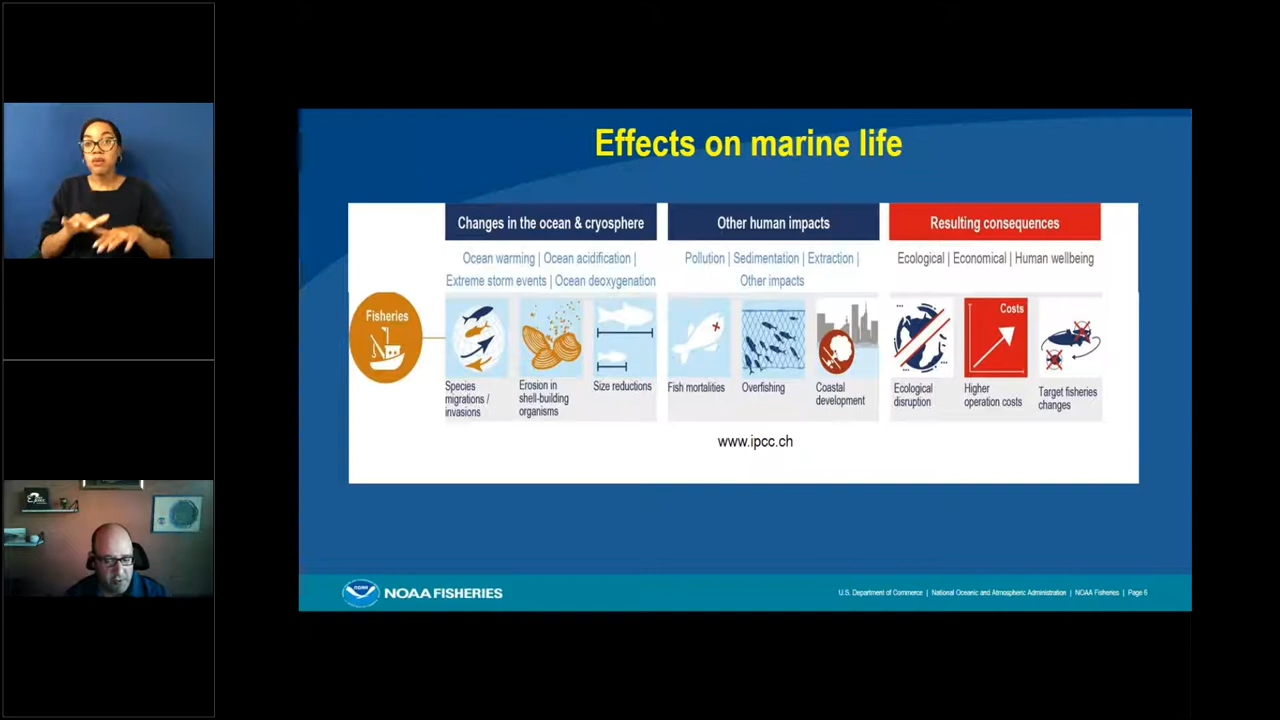 Effects on marine life
Changes in the ocean & cryosphere
Ocean warming | Ocean acidification |
Extreme storm events | Ocean deoxygenation
Other human impacts
Pollution | Sedimentation | Extraction |
Other impacts
Resulting consequences
Ecological | Economical | Human wellbeing
Fisheries
Species
migrations /
invasions
Erosion in
shell-building
organisms
Size reductions
Fish mortalities
Overfishing
Coastal
development
Ecological
disruption
Costs
Higher
operation costs
Target fisheries
changes
www.ipcc.ch
NOAA FISHERIES
U.S. Department of Commerce | National Oceanic and Atmospheric Administration | NOAA Fisheries | Page 6